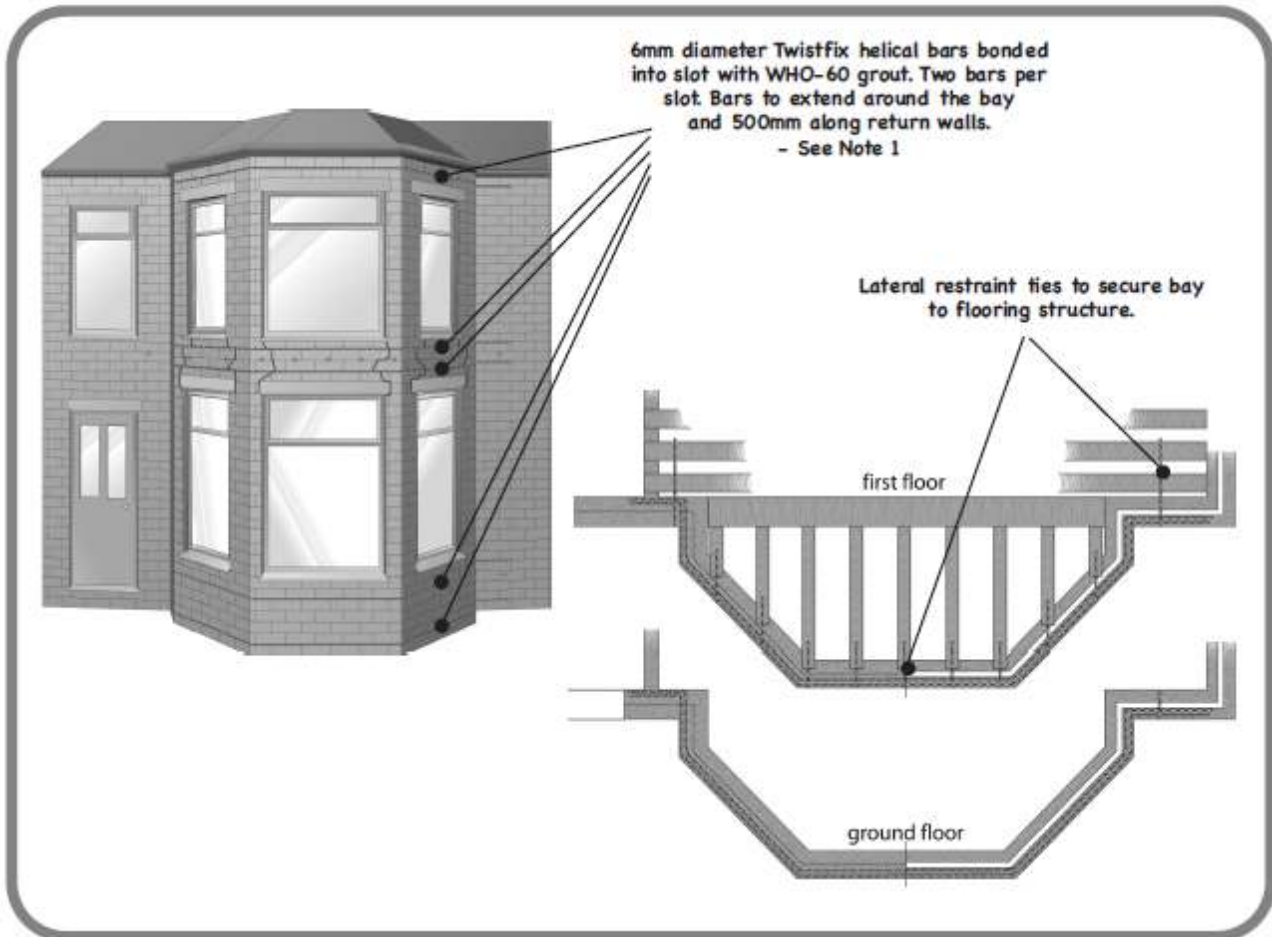 6mm diameter Twistfix helical bars bonded
into slot with WHO-60 grout. Two bars per
slot. Bars to extend around the bay
and 500mm along return walls.
- See Note 1
Lateral restraint ties to secure bay
to flooring structure.
first floor
ground floor